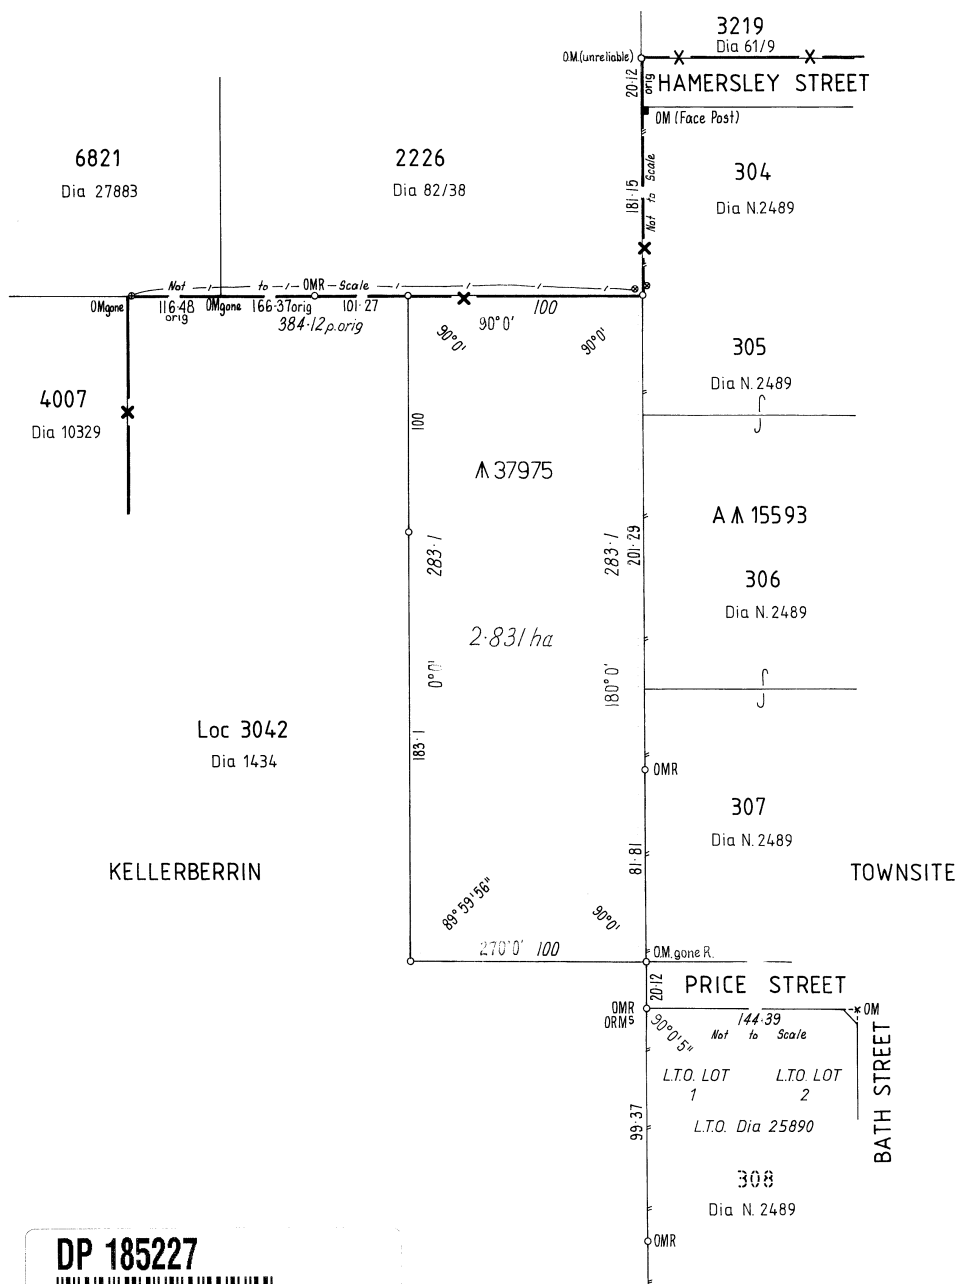 3219
Dia 61/9
O.M.(unreliable)
20·12
orig
HAMERSLEY STREET
OM (Face Post)
6821
Dia 27883
2226
Dia 82/38
181·15
Not to Scale
304
Dia N.2489
Not to OMR Scale
OMgone
116·48
orig
OMgone
166·37orig
101·27
384·12p.orig
100
90°0'
90°0'
90°0'
305
Dia N.2489
4007
Dia 10329
100
⩚ 37975
A ⩚ 15593
283·1
283·1
201·29
306
Dia N.2489
2·831ha
0°0'
180°0'
Loc 3042
Dia 1434
183·1
OMR
307
Dia N.2489
81·81
KELLERBERRIN
TOWNSITE
89°59'56"
90°0'
270°0' 100
O.M. gone R.
20·12
PRICE STREET
OMR
ORMs
OM
144·39
Not to Scale
90°0'5"
BATH STREET
L.T.O. LOT
1
L.T.O. LOT
2
99·37
L.T.O. Dia 25890
308
Dia N. 2489
OMR
DP 185227